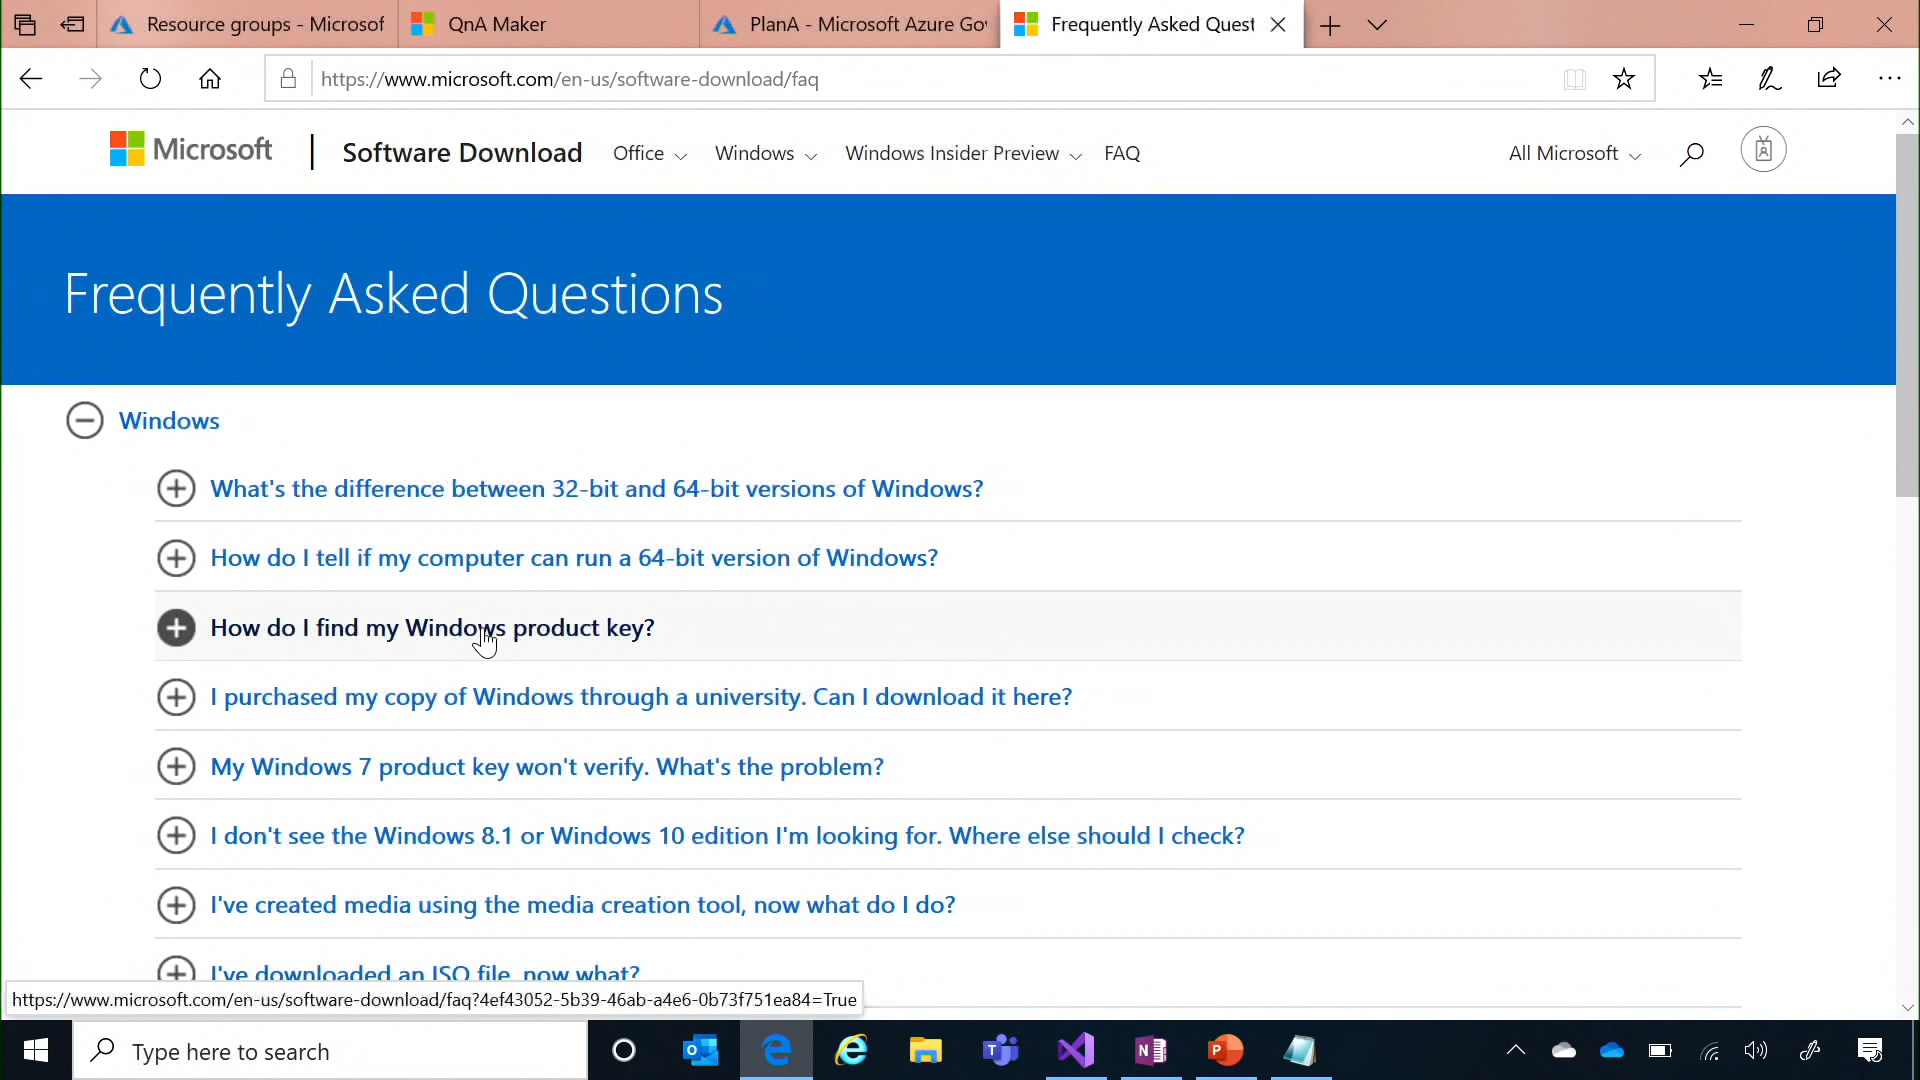 Resource groups - Microsof
QnA Maker
PlanA - Microsoft Azure Go
Frequently Asked Quest
https://www.microsoft.com/en-us/software-download/faq
Microsoft
Software Download
Office
Windows
Windows Insider Preview
FAQ
All Microsoft
Frequently Asked Questions
Windows
What's the difference between 32-bit and 64-bit versions of Windows?
How do I tell if my computer can run a 64-bit version of Windows?
How do I find my Windows product key?
I purchased my copy of Windows through a university. Can I download it here?
My Windows 7 product key won't verify. What's the problem?
I don't see the Windows 8.1 or Windows 10 edition I'm looking for. Where else should I check?
I've created media using the media creation tool, now what do I do?
I've downloaded an ISO file, now what?
https://www.microsoft.com/en-us/software-download/faq?4ef43052-5b39-46ab-a4e6-0b73f751ea84=True
Type here to search